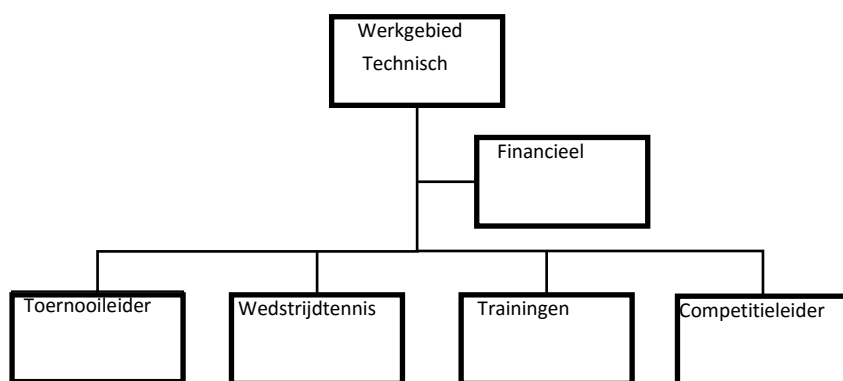 Werkgebied
Technisch
Financieel
Toernooileider
Wedstrijdtennis
Trainingen
Competitieleider